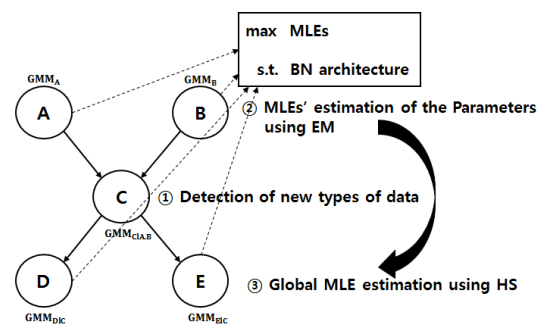 max MLEs
s.t. BN architecture
GMM_A
GMM_B
A
B
② MLEs' estimation of the Parameters
using EM
C
① Detection of new types of data
GMM_C|A,B
D
E
③ Global MLE estimation using HS
GMM_D|C
GMM_E|C